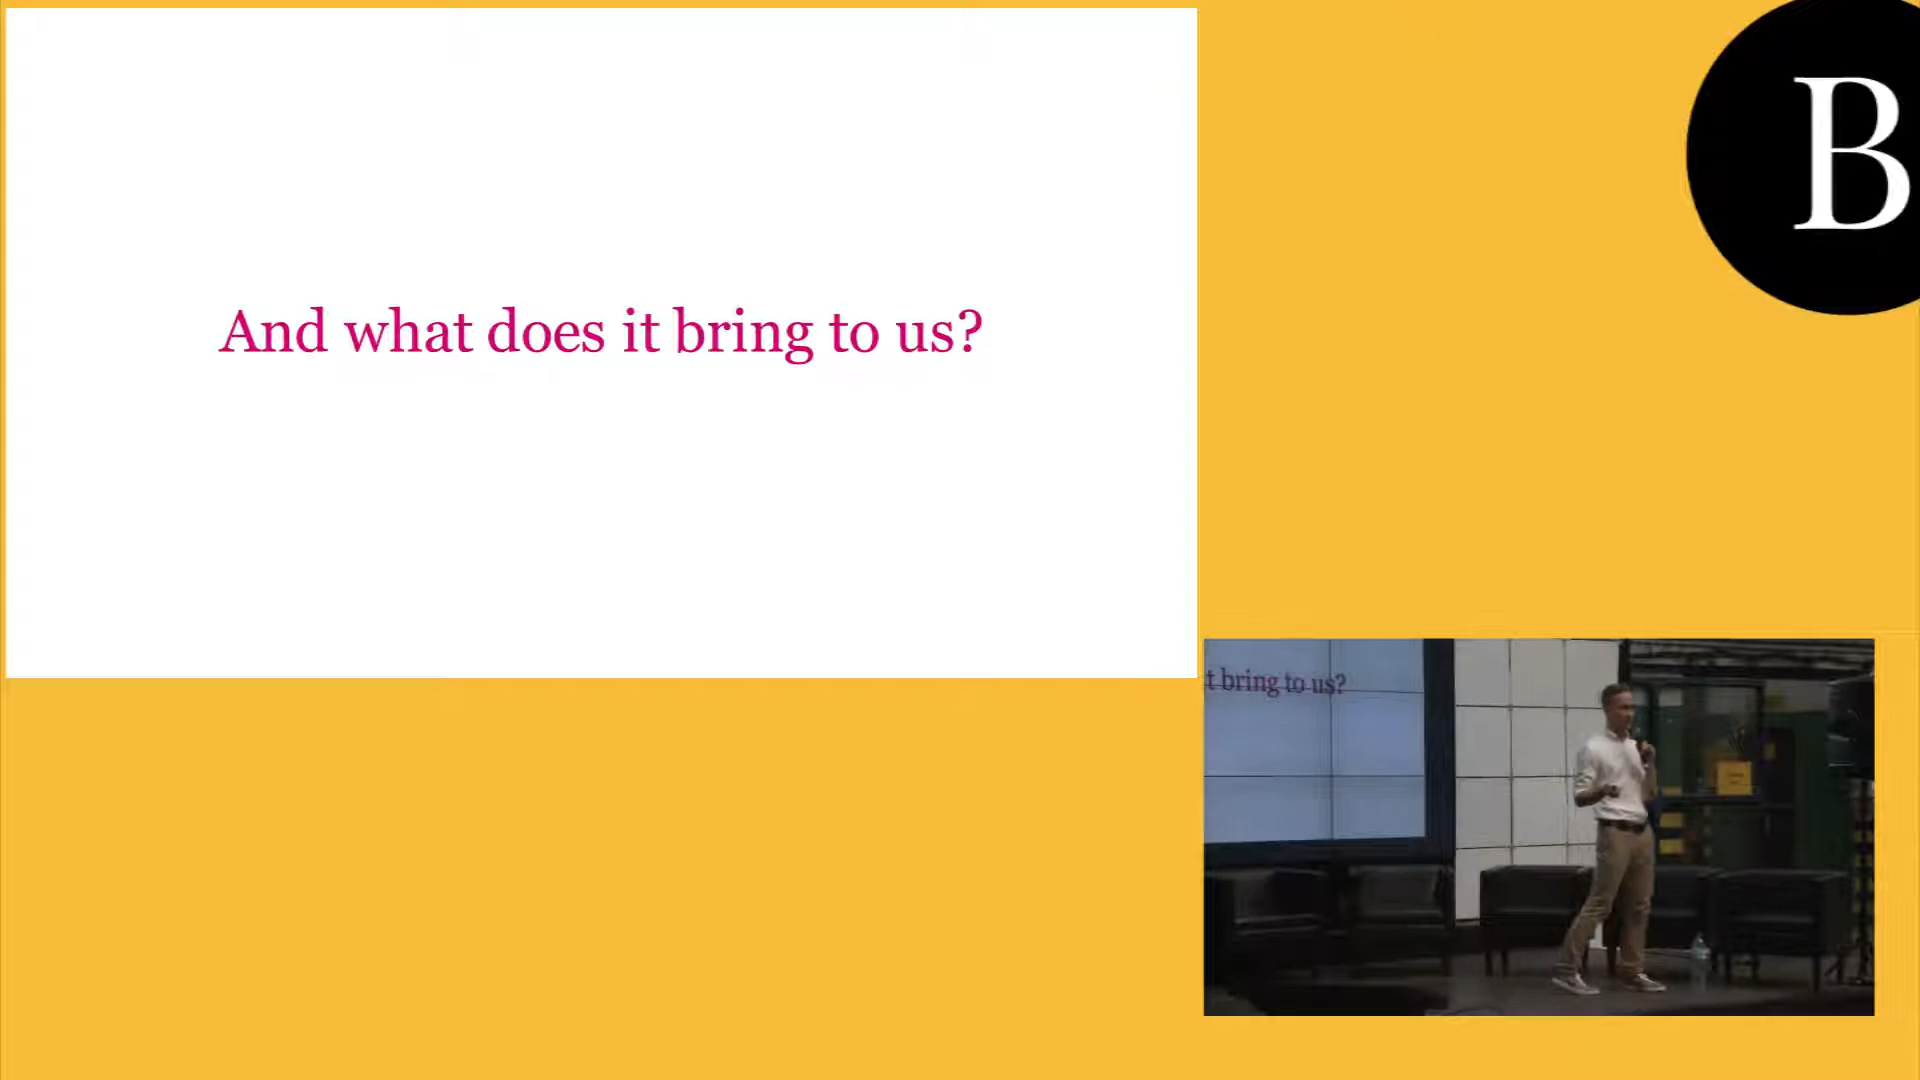 And what does it bring to us?
B
t bring to us?